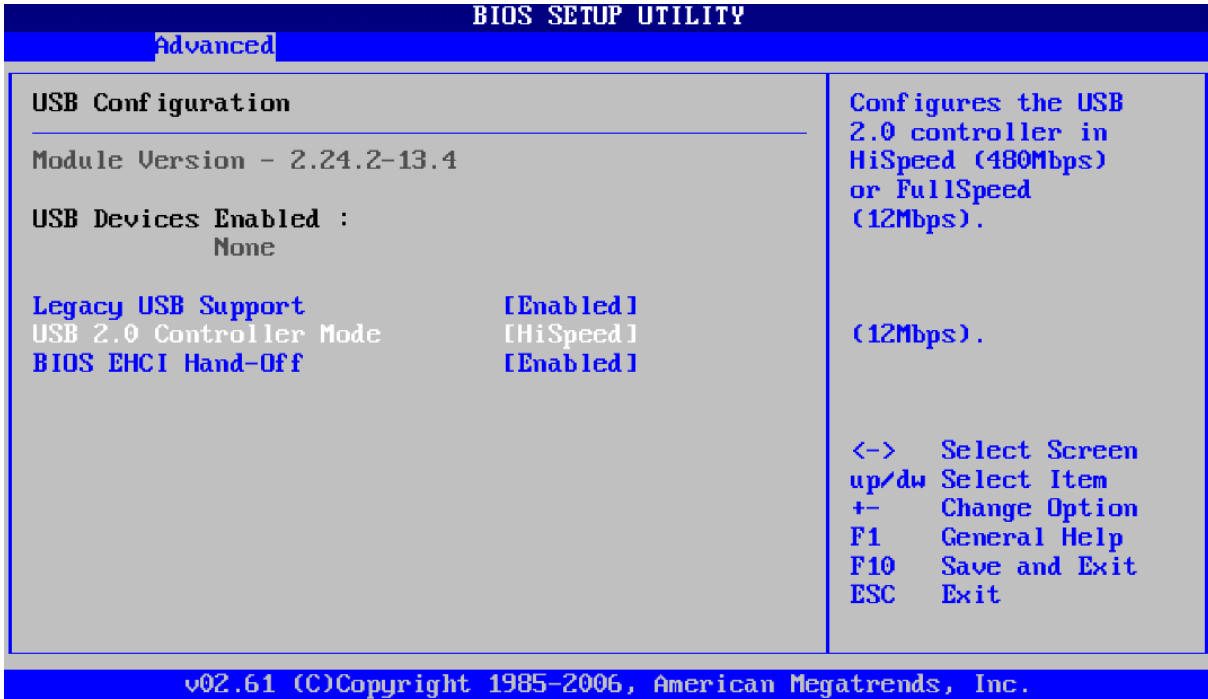 BIOS SETUP UTILITY
Advanced
USB Configuration
Module Version - 2.24.2-13.4
USB Devices Enabled :
None
Legacy USB Support [Enabled]
USB 2.0 Controller Mode [HiSpeed]
BIOS EHCI Hand-Off [Enabled]
Configures the USB
2.0 controller in
HiSpeed (480Mbps)
or FullSpeed
(12Mbps).
(12Mbps).
<-> Select Screen
up/dw Select Item
+- Change Option
F1 General Help
F10 Save and Exit
ESC Exit
v02.61 (C)Copyright 1985-2006, American Megatrends, Inc.